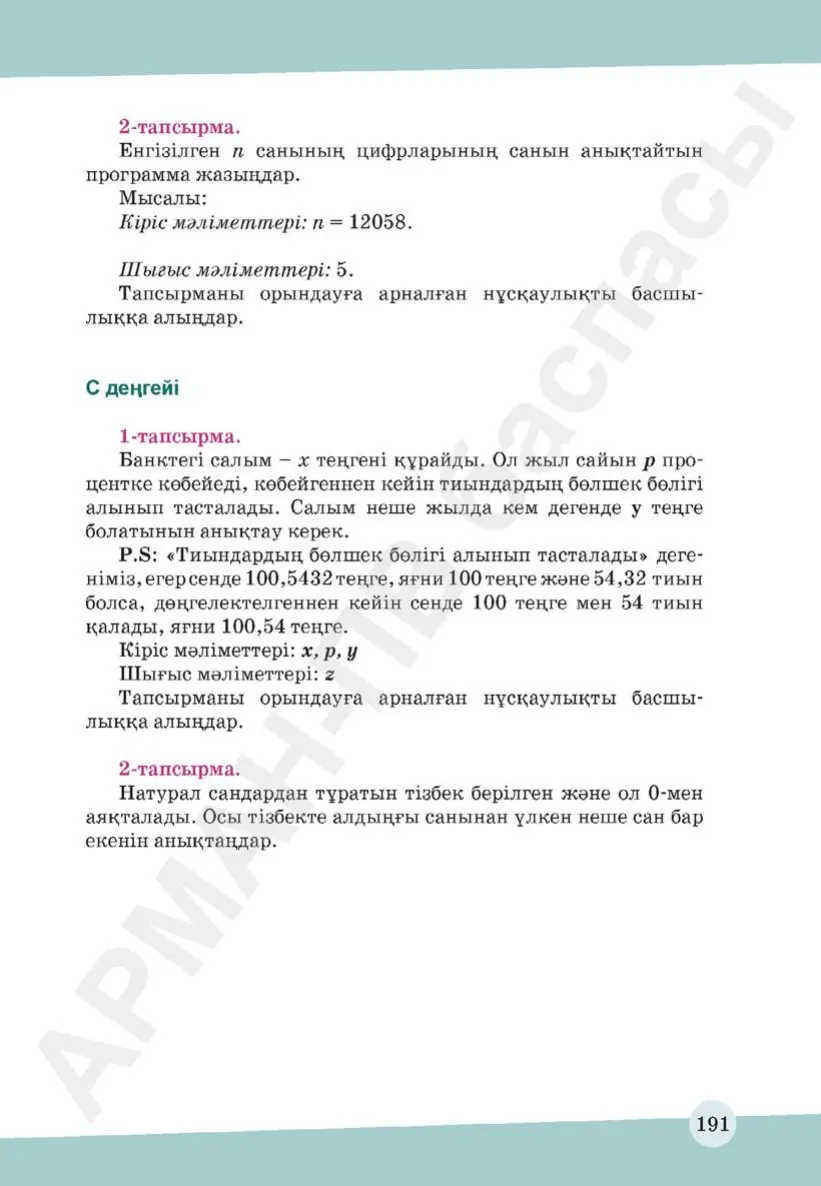 2-тапсырма.
Енгізілген n санының цифрларының санын анықтайтын
программа жазыңдар.
Мысалы:
Кіріс мәліметтері: n = 12058.
Шығыс мәліметтері: 5.
Тапсырманы орындауға арналған нұсқаулықты басшы-
лыққа алыңдар.
С деңгейі
1-тапсырма.
Банктегі салым – x теңгені құрайды. Ол жыл сайын p про-
центке көбейеді, көбейгеннен кейін тиындардың бөлшек бөлігі
алынып тасталады. Салым неше жылда кем дегенде y теңге
болатынын анықтау керек.
P.S: «Тиындардың бөлшек бөлігі алынып тасталады» деге-
німіз, егер сенде 100,5432 теңге, яғни 100 теңге және 54,32 тиын
болса, дөңгелектелгеннен кейін сенде 100 теңге мен 54 тиын
қалады, яғни 100,54 теңге.
Кіріс мәліметтері: x, p, y
Шығыс мәліметтері: z
Тапсырманы орындауға арналған нұсқаулықты басшы-
лыққа алыңдар.
2-тапсырма.
Натурал сандардан тұратын тізбек берілген және ол 0-мен
аяқталады. Осы тізбекте алдыңғы санынан үлкен неше сан бар
екенін анықтаңдар.
АРМАН-ПВ баспасы
191